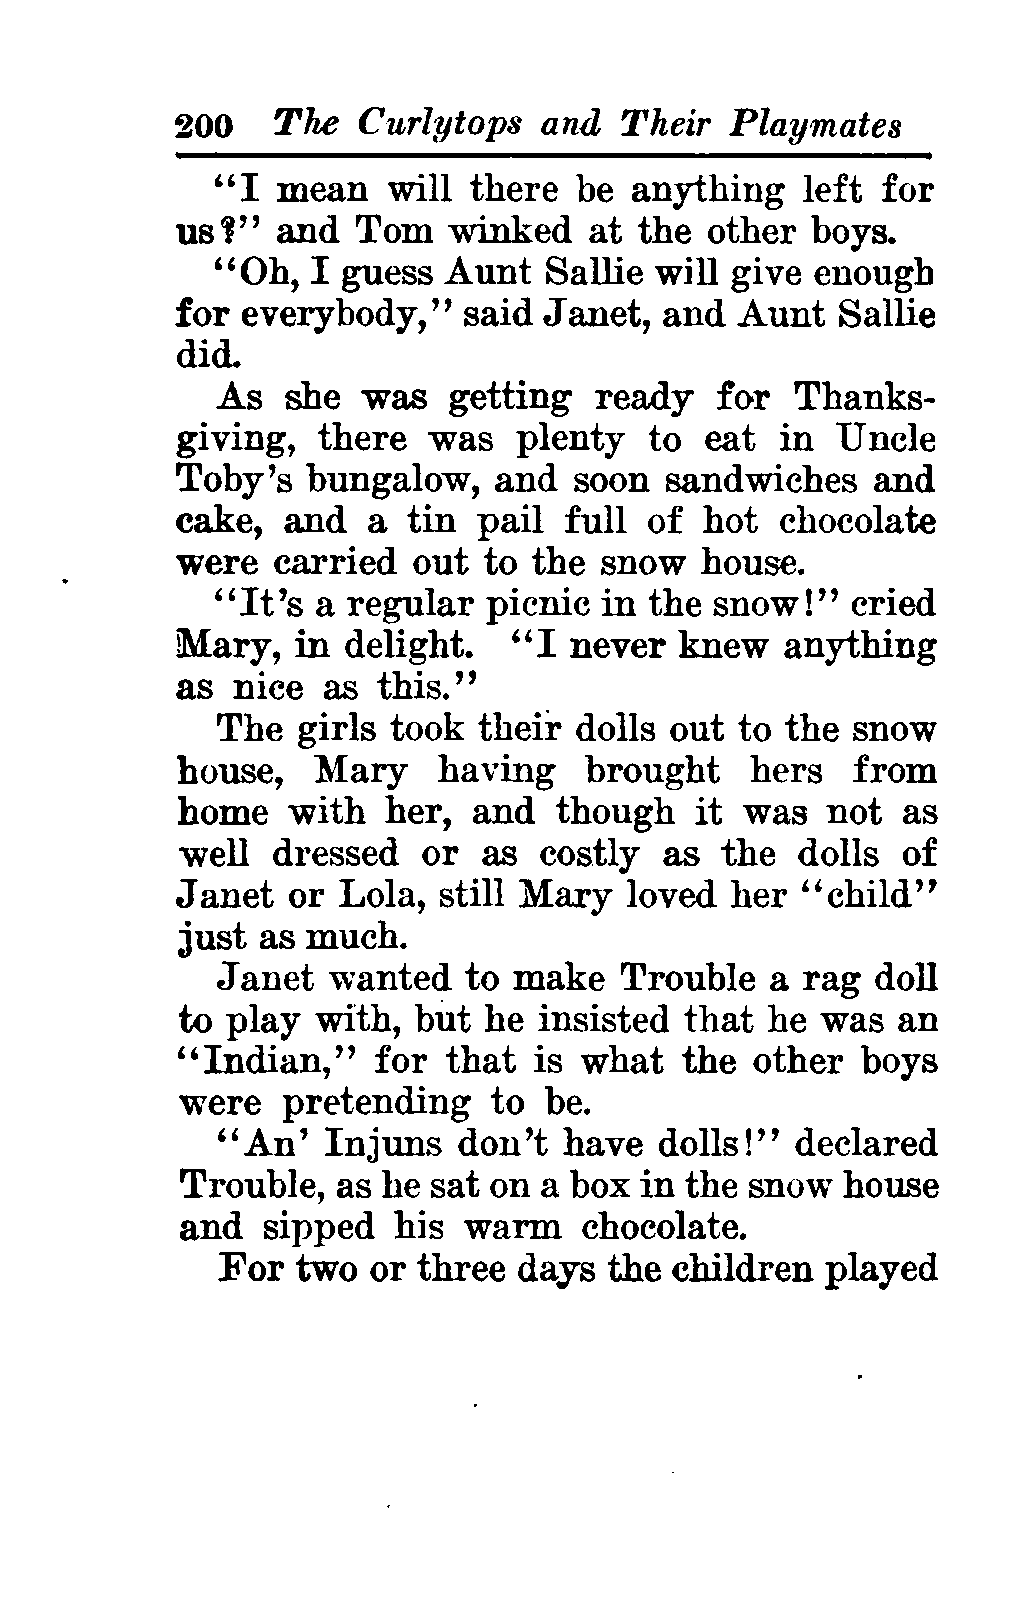 200 The Curlytops and Their Playmates
“I mean will there be anything left for
us?” and Tom winked at the other boys.
“Oh, I guess Aunt Sallie will give enough
for everybody,” said Janet, and Aunt Sallie
did.
As she was getting ready for Thanks-
giving, there was plenty to eat in Uncle
Toby’s bungalow, and soon sandwiches and
cake, and a tin pail full of hot chocolate
were carried out to the snow house.
“It’s a regular picnic in the snow!” cried
Mary, in delight. “I never knew anything
as nice as this.”
The girls took their dolls out to the snow
house, Mary having brought hers from
home with her, and though it was not as
well dressed or as costly as the dolls of
Janet or Lola, still Mary loved her “child”
just as much.
Janet wanted to make Trouble a rag doll
to play with, but he insisted that he was an
“Indian,” for that is what the other boys
were pretending to be.
“An’ Injuns don’t have dolls!” declared
Trouble, as he sat on a box in the snow house
and sipped his warm chocolate.
For two or three days the children played